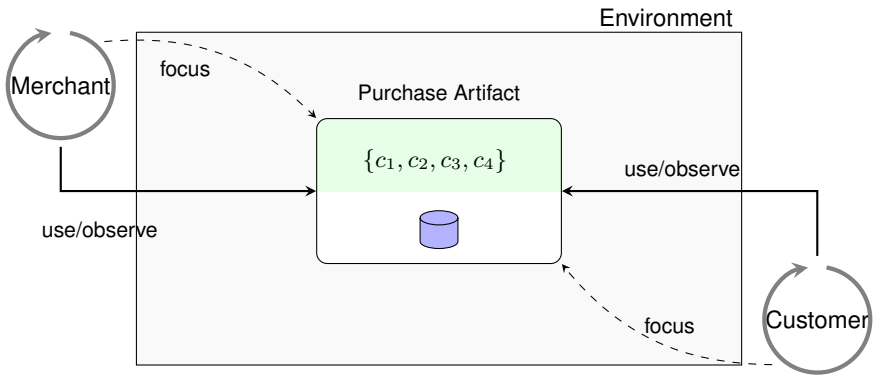 Environment
Merchant
focus
Purchase Artifact
{c₁, c₂, c₃, c₄}
use/observe
use/observe
focus
Customer